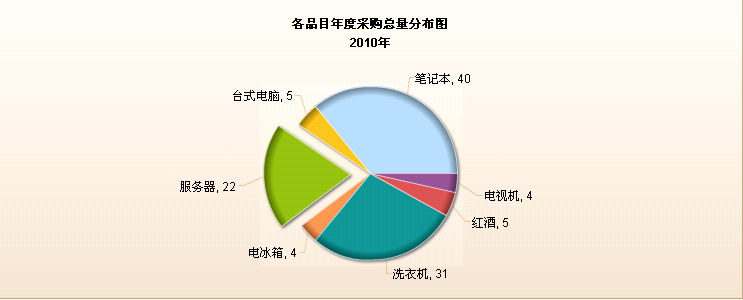 各品目年度采购总量分布图
2010年
笔记本, 40
台式电脑, 5
服务器, 22
电视机, 4
红酒, 5
电冰箱, 4
洗衣机, 31